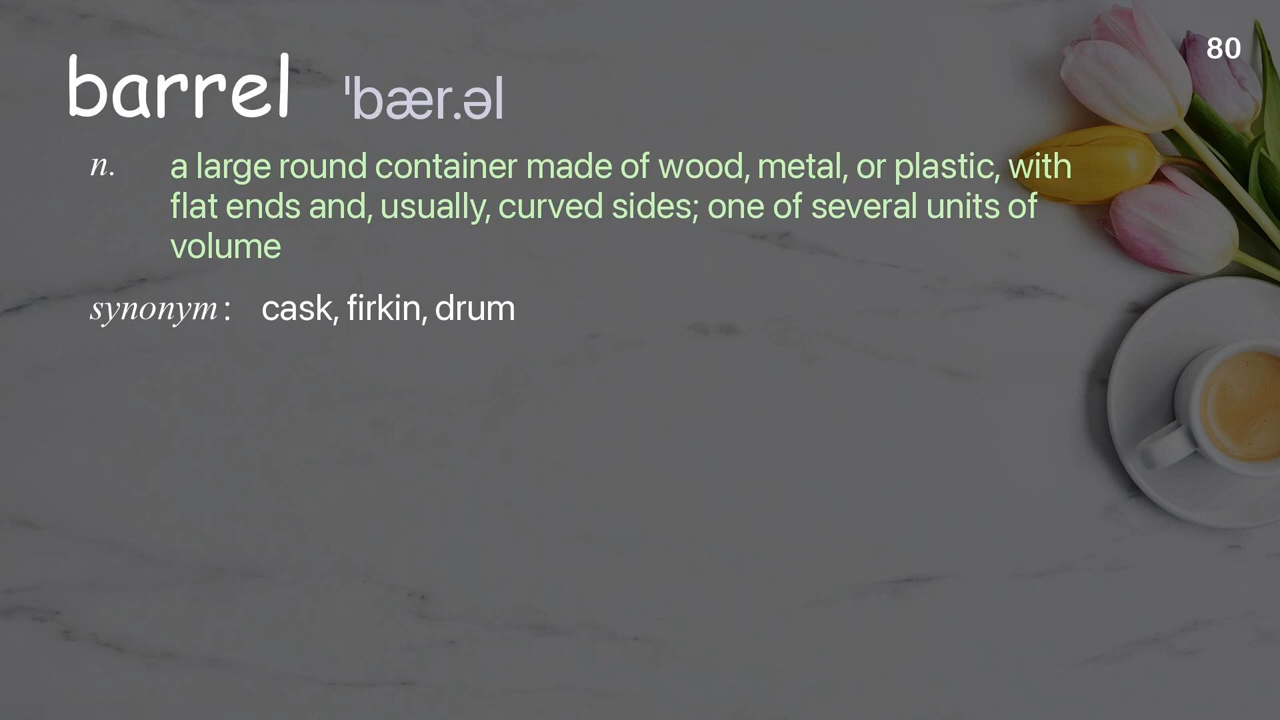 80
barrel ˈbær.əl
n. a large round container made of wood, metal, or plastic, with
flat ends and, usually, curved sides; one of several units of
volume
synonym: cask, firkin, drum